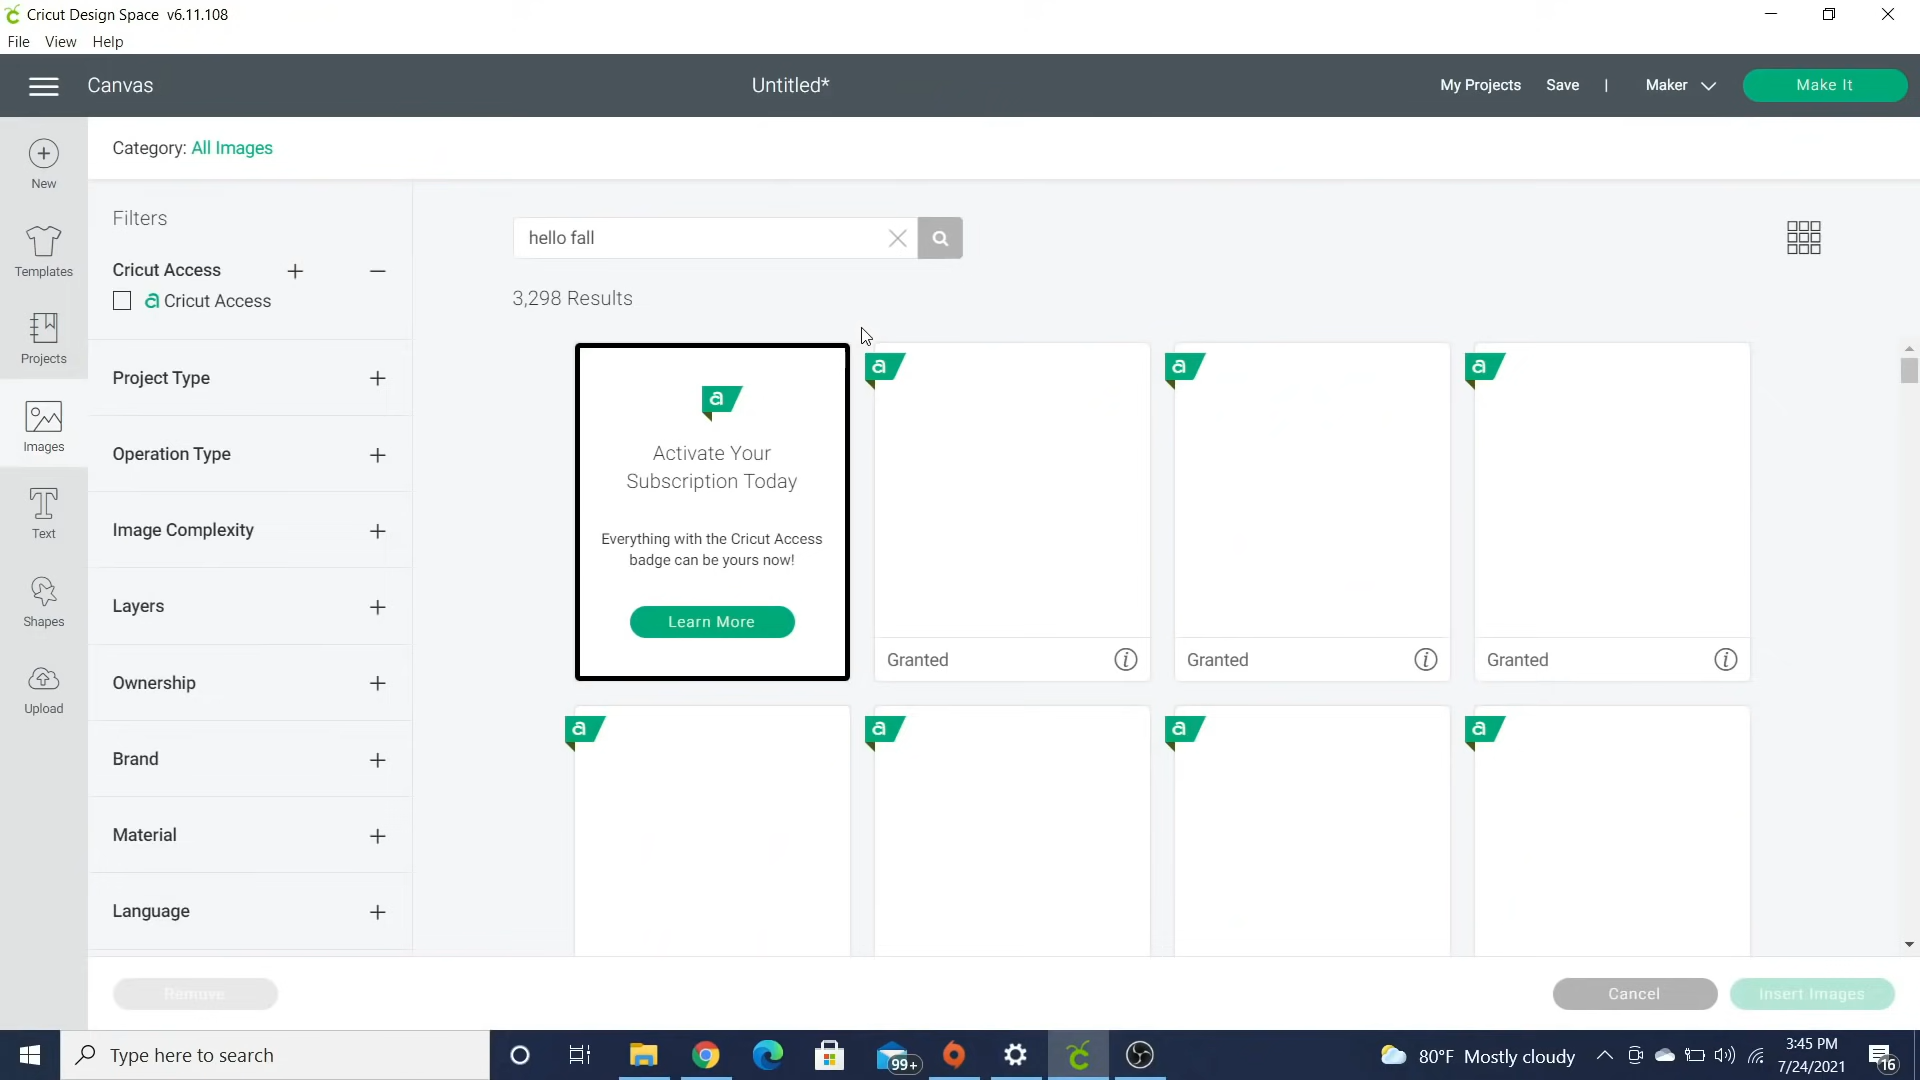 Cricut Design Space v6.11.108
File View Help
Canvas
Untitled*
My Projects Save | Maker Make It
New
Templates
Projects
Images
Text
Shapes
Upload
Category: All Images
Filters
Cricut Access
a Cricut Access
Project Type
Operation Type
Image Complexity
Layers
Ownership
Brand
Material
Language
hello fall
3,298 Results
a
Activate Your
Subscription Today
Everything with the Cricut Access
badge can be yours now!
Learn More
a
Granted
a
Granted
a
Granted
a
a
a
a
Remove
Cancel
Insert Images
Type here to search
99+
80°F Mostly cloudy
3:45 PM
7/24/2021
16